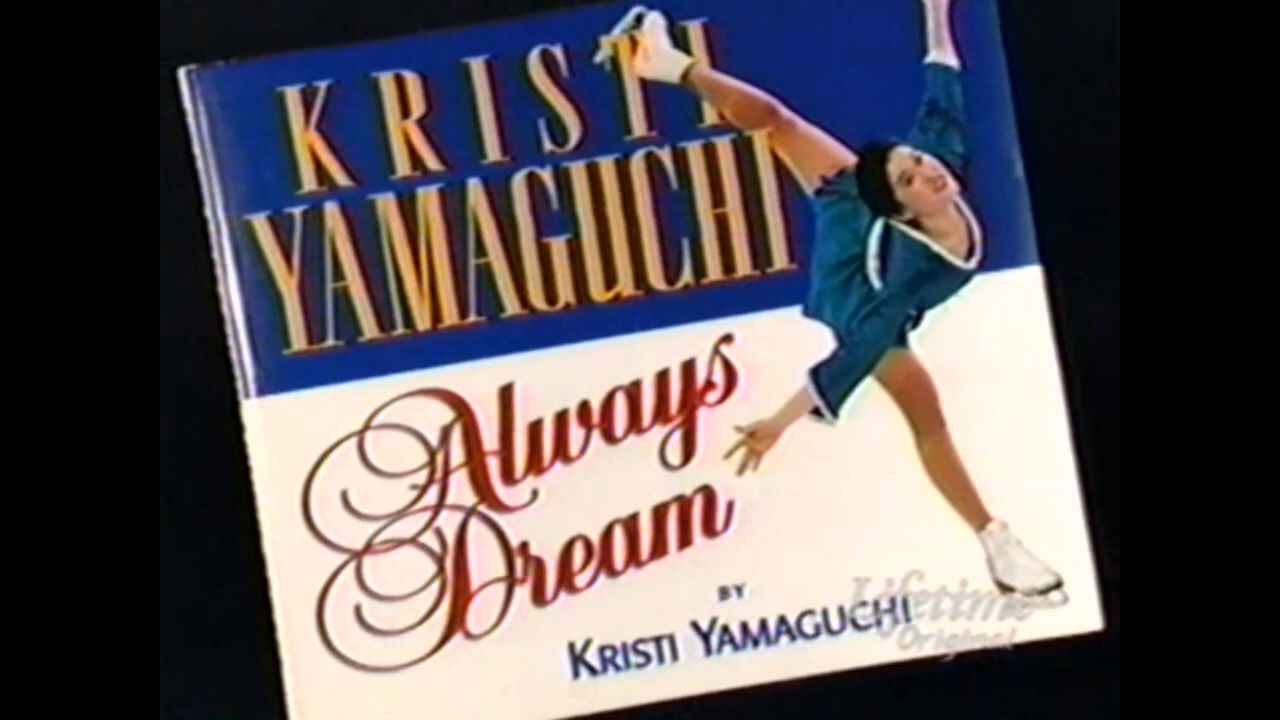 KRISTI
YAMAGUCHI
Always
Dream
BY
KRISTI YAMAGUCHI
Lifetime
Original